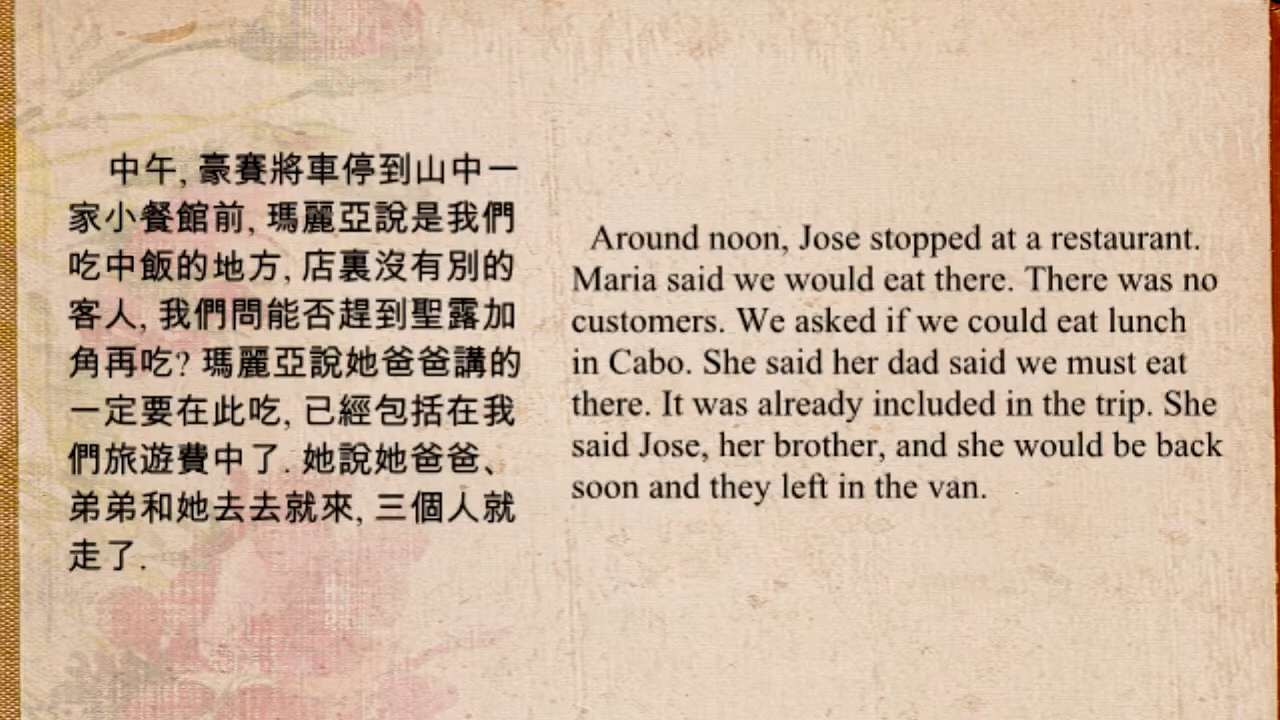 中午, 豪賽將車停到山中一
家小餐館前, 瑪麗亞說是我們
吃中飯的地方, 店裏沒有別的
客人, 我們問能否趕到聖露加
角再吃? 瑪麗亞說她爸爸講的
一定要在此吃, 已經包括在我
們旅遊費中了. 她說她爸爸、
弟弟和她去去就來, 三個人就
走了.
Around noon, Jose stopped at a restaurant.
Maria said we would eat there. There was no
customers. We asked if we could eat lunch
in Cabo. She said her dad said we must eat
there. It was already included in the trip. She
said Jose, her brother, and she would be back
soon and they left in the van.